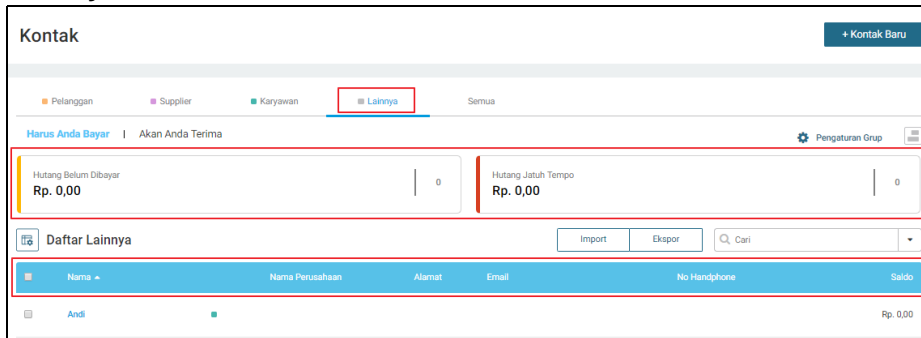 Kontak
+ Kontak Baru
Pelanggan Supplier Karyawan Lainnya Semua
Harus Anda Bayar | Akan Anda Terima Pengaturan Grup
Hutang Belum Dibayar
Rp. 0,00
0
Hutang Jatuh Tempo
Rp. 0,00
0
Daftar Lainnya Import Ekspor Cari
Nama Nama Perusahaan Alamat Email No Handphone Saldo
Andi Rp. 0,00